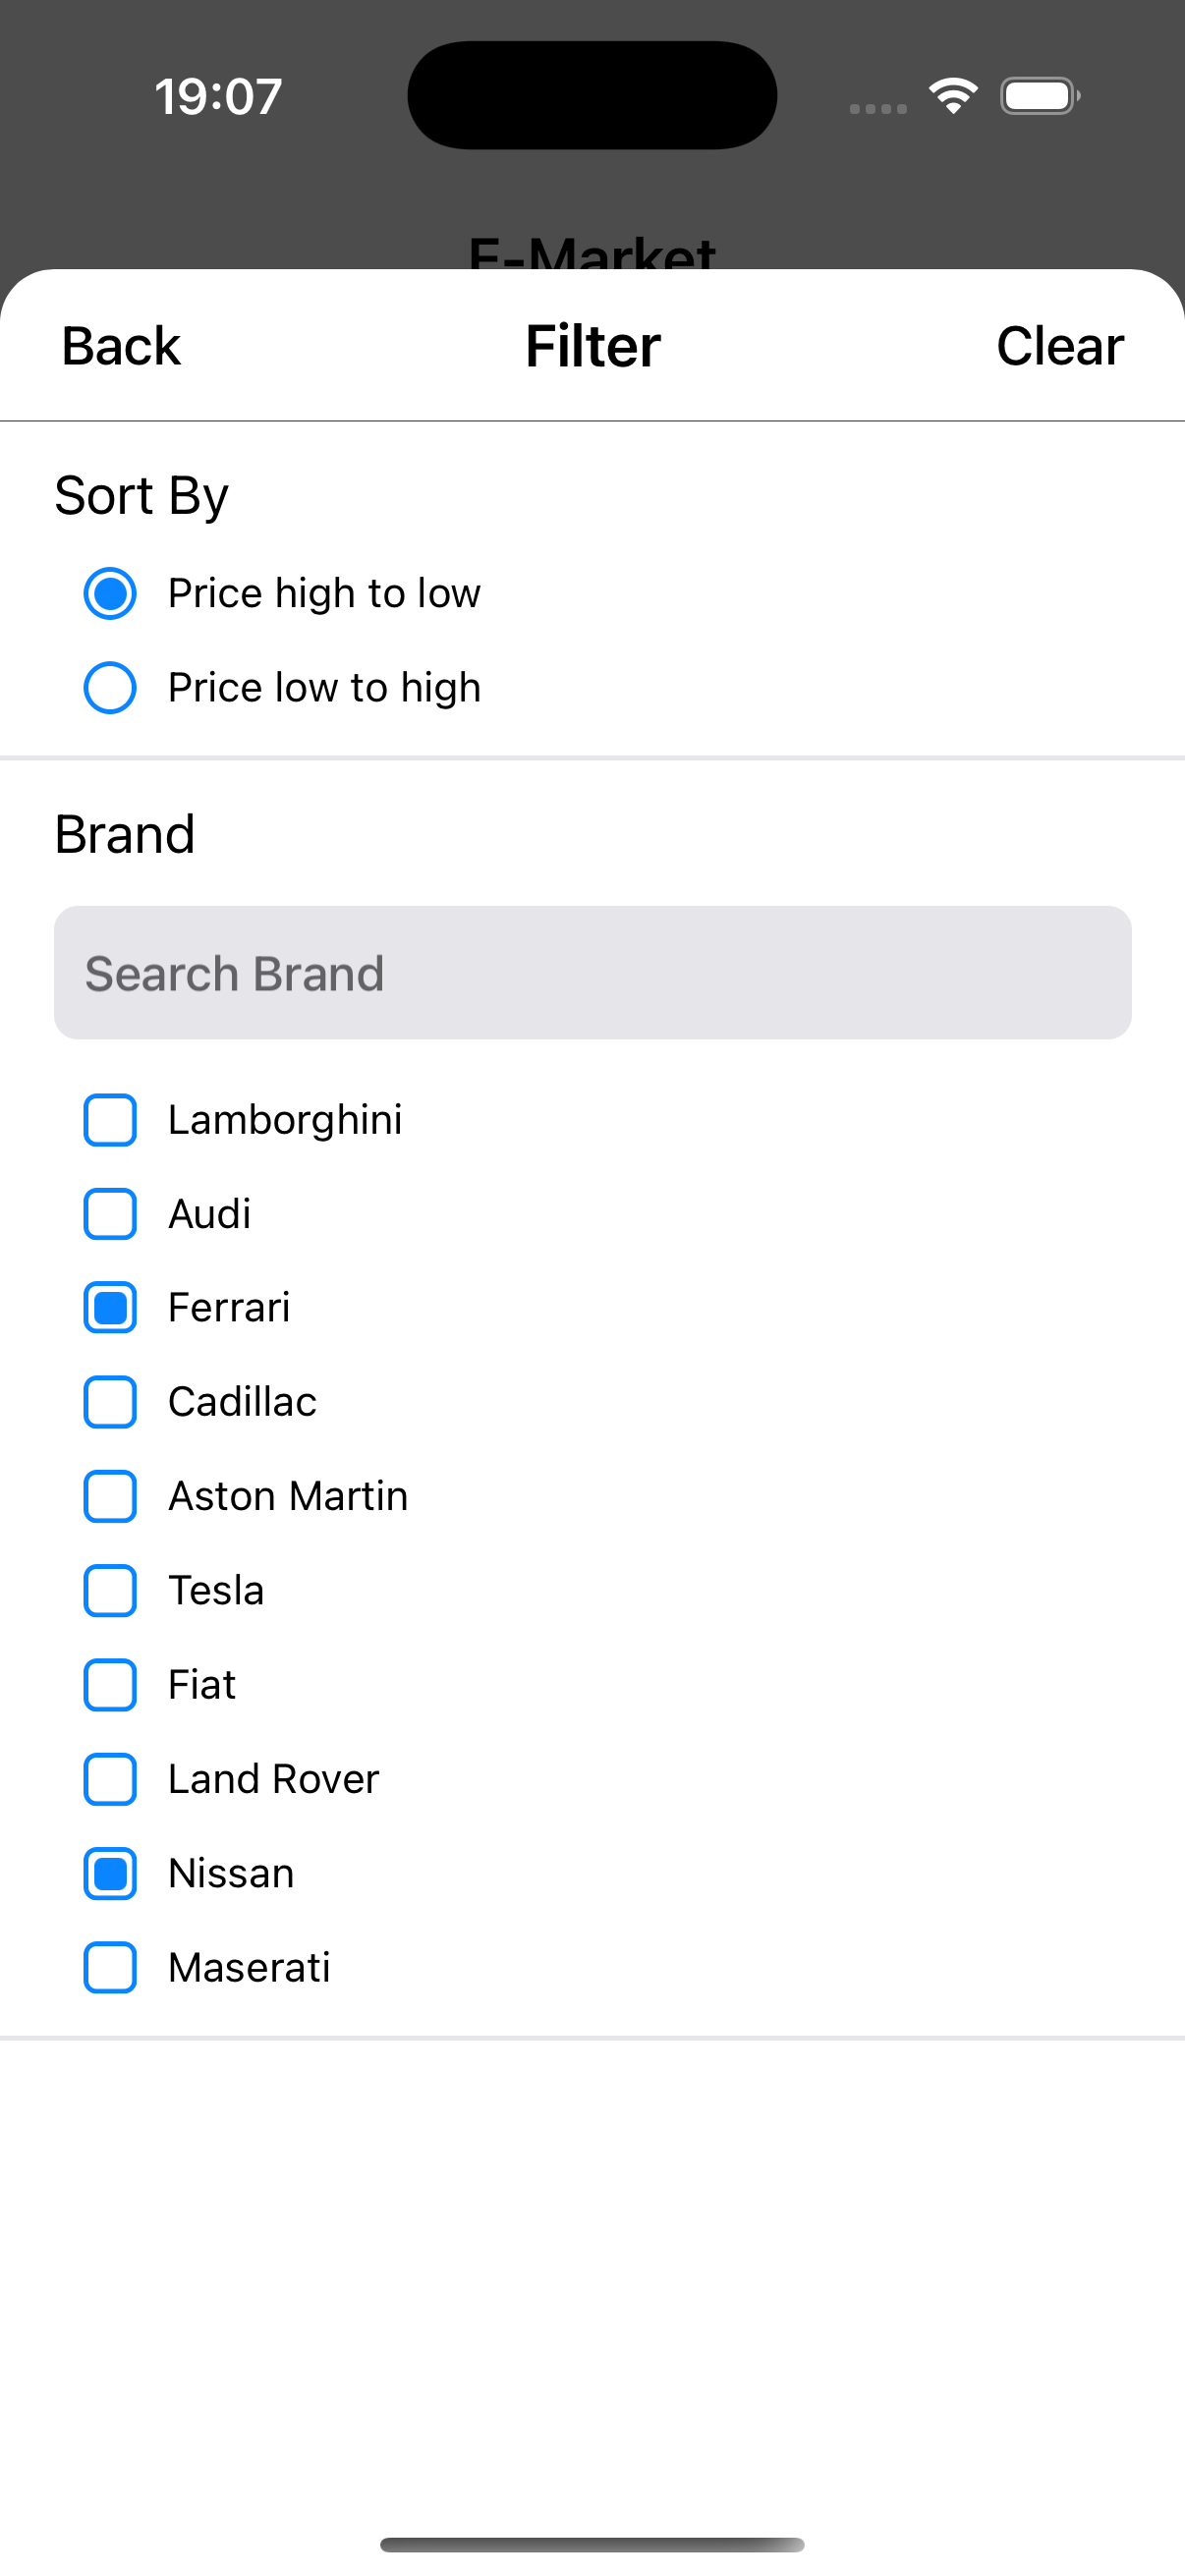 19:07
E-Market
Back
Filter
Clear
Sort By
Price high to low
Price low to high
Brand
Search Brand
Lamborghini
Audi
Ferrari
Cadillac
Aston Martin
Tesla
Fiat
Land Rover
Nissan
Maserati